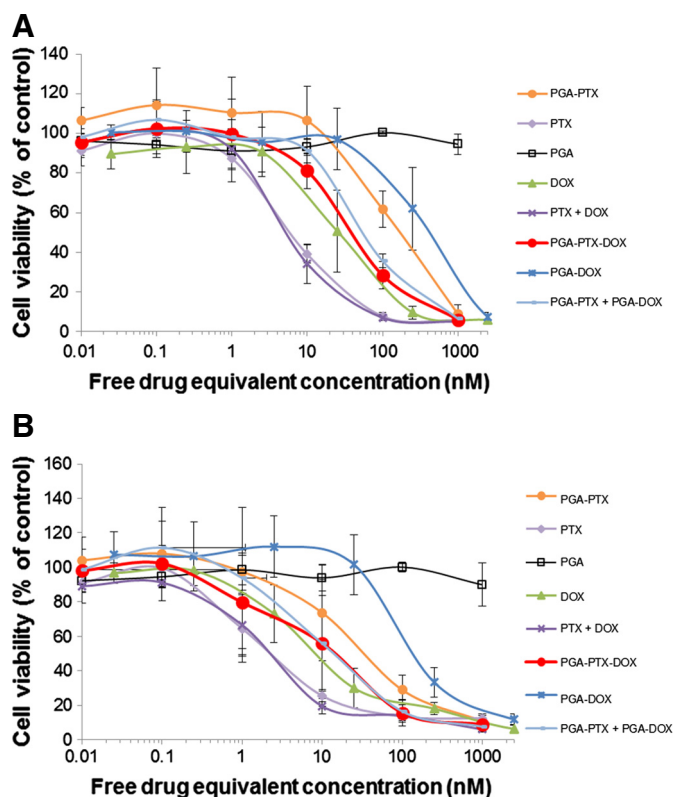 A
Cell viability (% of control)
140
120
100
80
60
40
20
0
0.01 0.1 1 10 100 1000
Free drug equivalent concentration (nM)
PGA-PTX
PTX
PGA
DOX
PTX + DOX
PGA-PTX-DOX
PGA-DOX
PGA-PTX + PGA-DOX
B
Cell viability (% of control)
160
140
120
100
80
60
40
20
0
0.01 0.1 1 10 100 1000
Free drug equivalent concentration (nM)
PGA-PTX
PTX
PGA
DOX
PTX + DOX
PGA-PTX-DOX
PGA-DOX
PGA-PTX + PGA-DOX